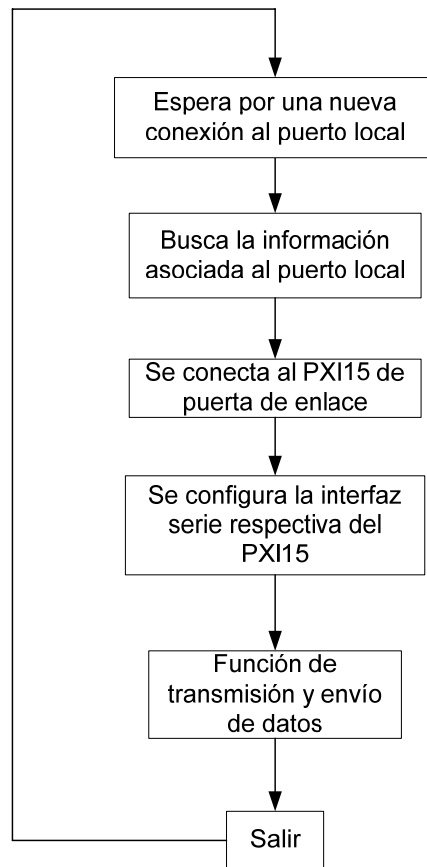 Espera por una nueva
conexión al puerto local
Busca la información
asociada al puerto local
Se conecta al PXI15 de
puerta de enlace
Se configura la interfaz
serie respectiva del
PXI15
Función de
transmisión y envío
de datos
Salir